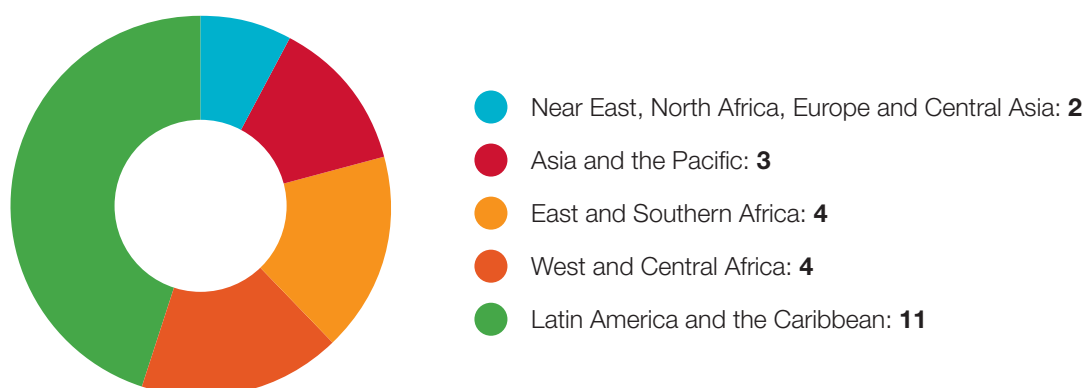 Near East, North Africa, Europe and Central Asia: 2
Asia and the Pacific: 3
East and Southern Africa: 4
West and Central Africa: 4
Latin America and the Caribbean: 11